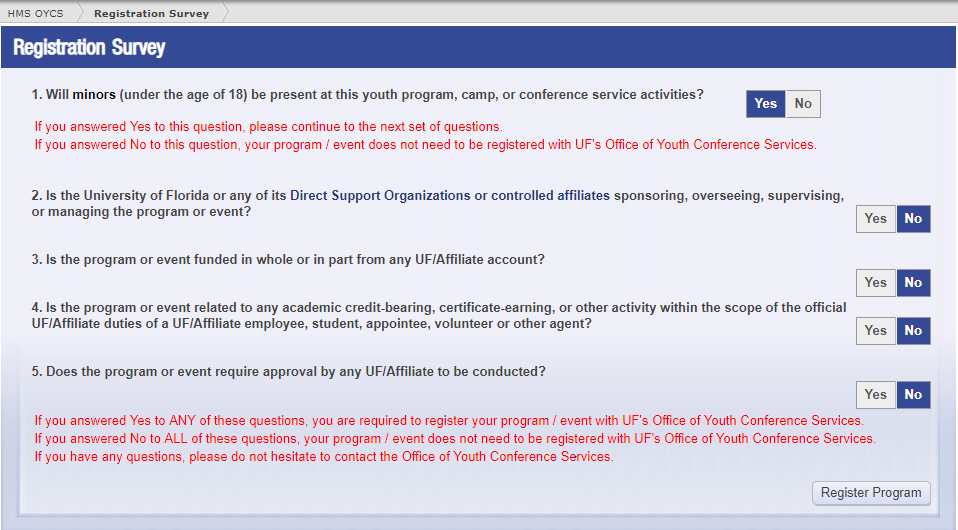 HMS OYCS
Registration Survey
Registration Survey
1. Will minors (under the age of 18) be present at this youth program, camp, or conference service activities?
Yes No
If you answered Yes to this question, please continue to the next set of questions.
If you answered No to this question, your program / event does not need to be registered with UF's Office of Youth Conference Services.
2. Is the University of Florida or any of its Direct Support Organizations or controlled affiliates sponsoring, overseeing, supervising,
or managing the program or event?
Yes No
3. Is the program or event funded in whole or in part from any UF/Affiliate account?
Yes No
4. Is the program or event related to any academic credit-bearing, certificate-earning, or other activity within the scope of the official
UF/Affiliate duties of a UF/Affiliate employee, student, appointee, volunteer or other agent?
Yes No
5. Does the program or event require approval by any UF/Affiliate to be conducted?
Yes No
If you answered Yes to ANY of these questions, you are required to register your program / event with UF's Office of Youth Conference Services.
If you answered No to ALL of these questions, your program / event does not need to be registered with UF's Office of Youth Conference Services.
If you have any questions, please do not hesitate to contact the Office of Youth Conference Services.
Register Program